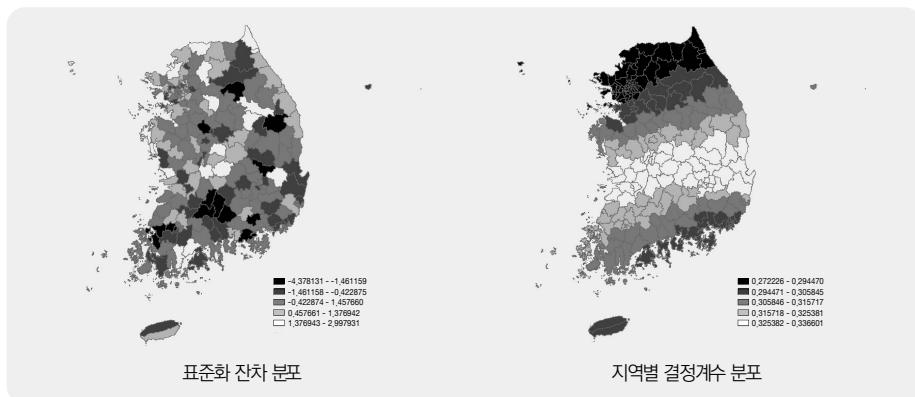 -4,378131 - -1,461159
-1,461158 - -0,422875
-0,422874 - 1,457660
0,457661 - 1,376942
1,376943 - 2,997931
표준화 잔차 분포
0,272226 - 0,294470
0,294471 - 0,305845
0,305846 - 0,315717
0,315718 - 0,325381
0,325382 - 0,336601
지역별 결정계수 분포